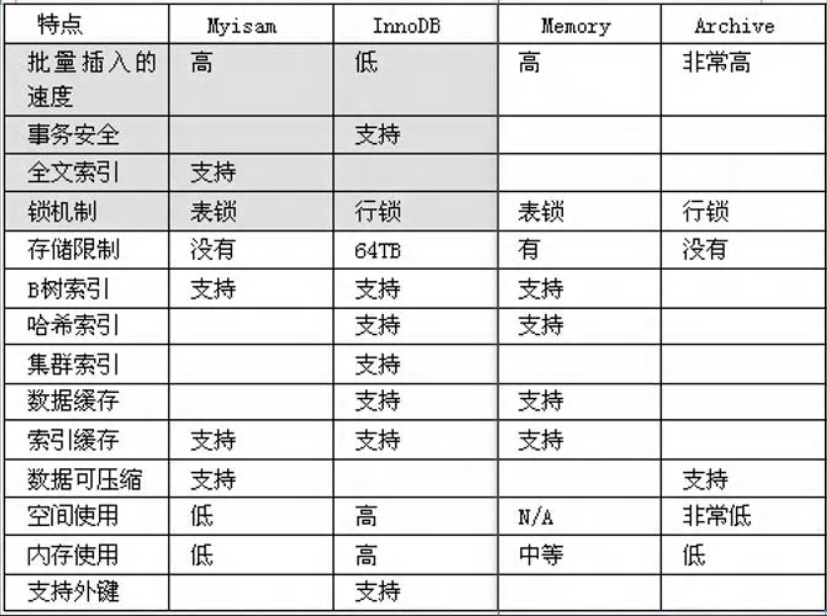 特点 Myisam InnoDB Memory Archive
批量插入的 高 低 高 非常高
速度
事务安全 支持
全文索引 支持
锁机制 表锁 行锁 表锁 行锁
存储限制 没有 64TB 有 没有
B树索引 支持 支持 支持
哈希索引 支持 支持
集群索引 支持
数据缓存 支持 支持
索引缓存 支持 支持 支持
数据可压缩 支持 支持
空间使用 低 高 N/A 非常低
内存使用 低 高 中等 低
支持外键 支持